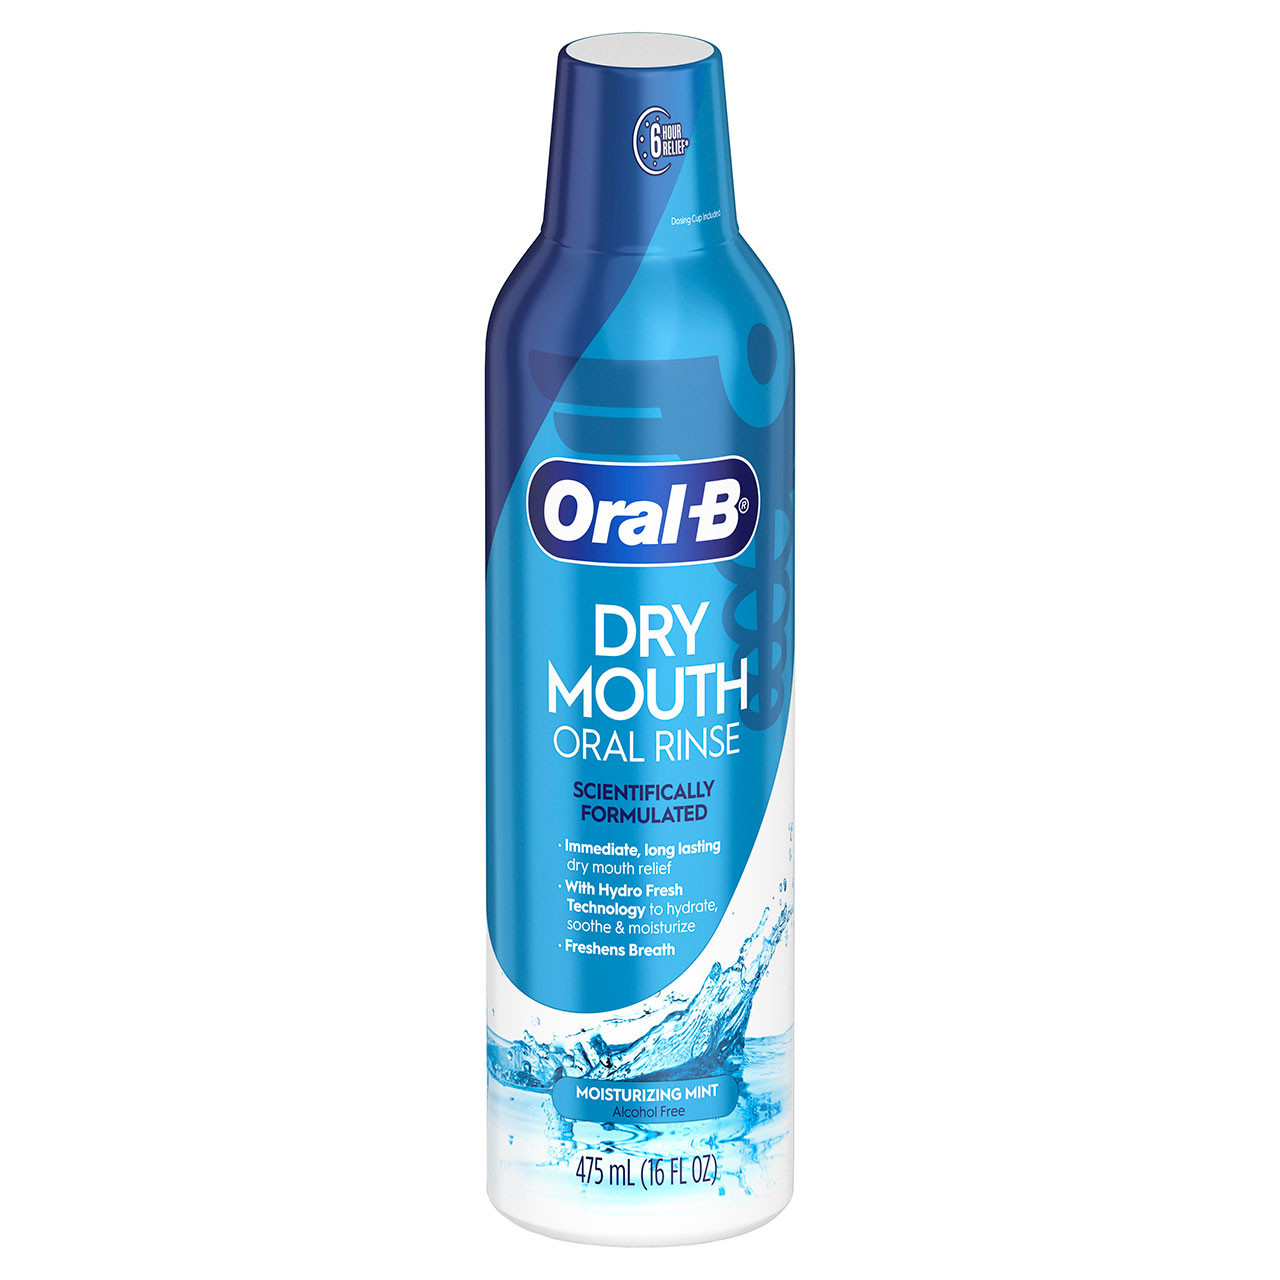 6 HOUR
RELIEF*
Dosing Cup Included
Oral-B®
DRY
MOUTH
ORAL RINSE
SCIENTIFICALLY
FORMULATED
· Immediate, long lasting
dry mouth relief
· With Hydro Fresh
Technology to hydrate,
soothe & moisturize
· Freshens Breath
MOISTURIZING MINT
Alcohol Free
475 mL (16 FL OZ)